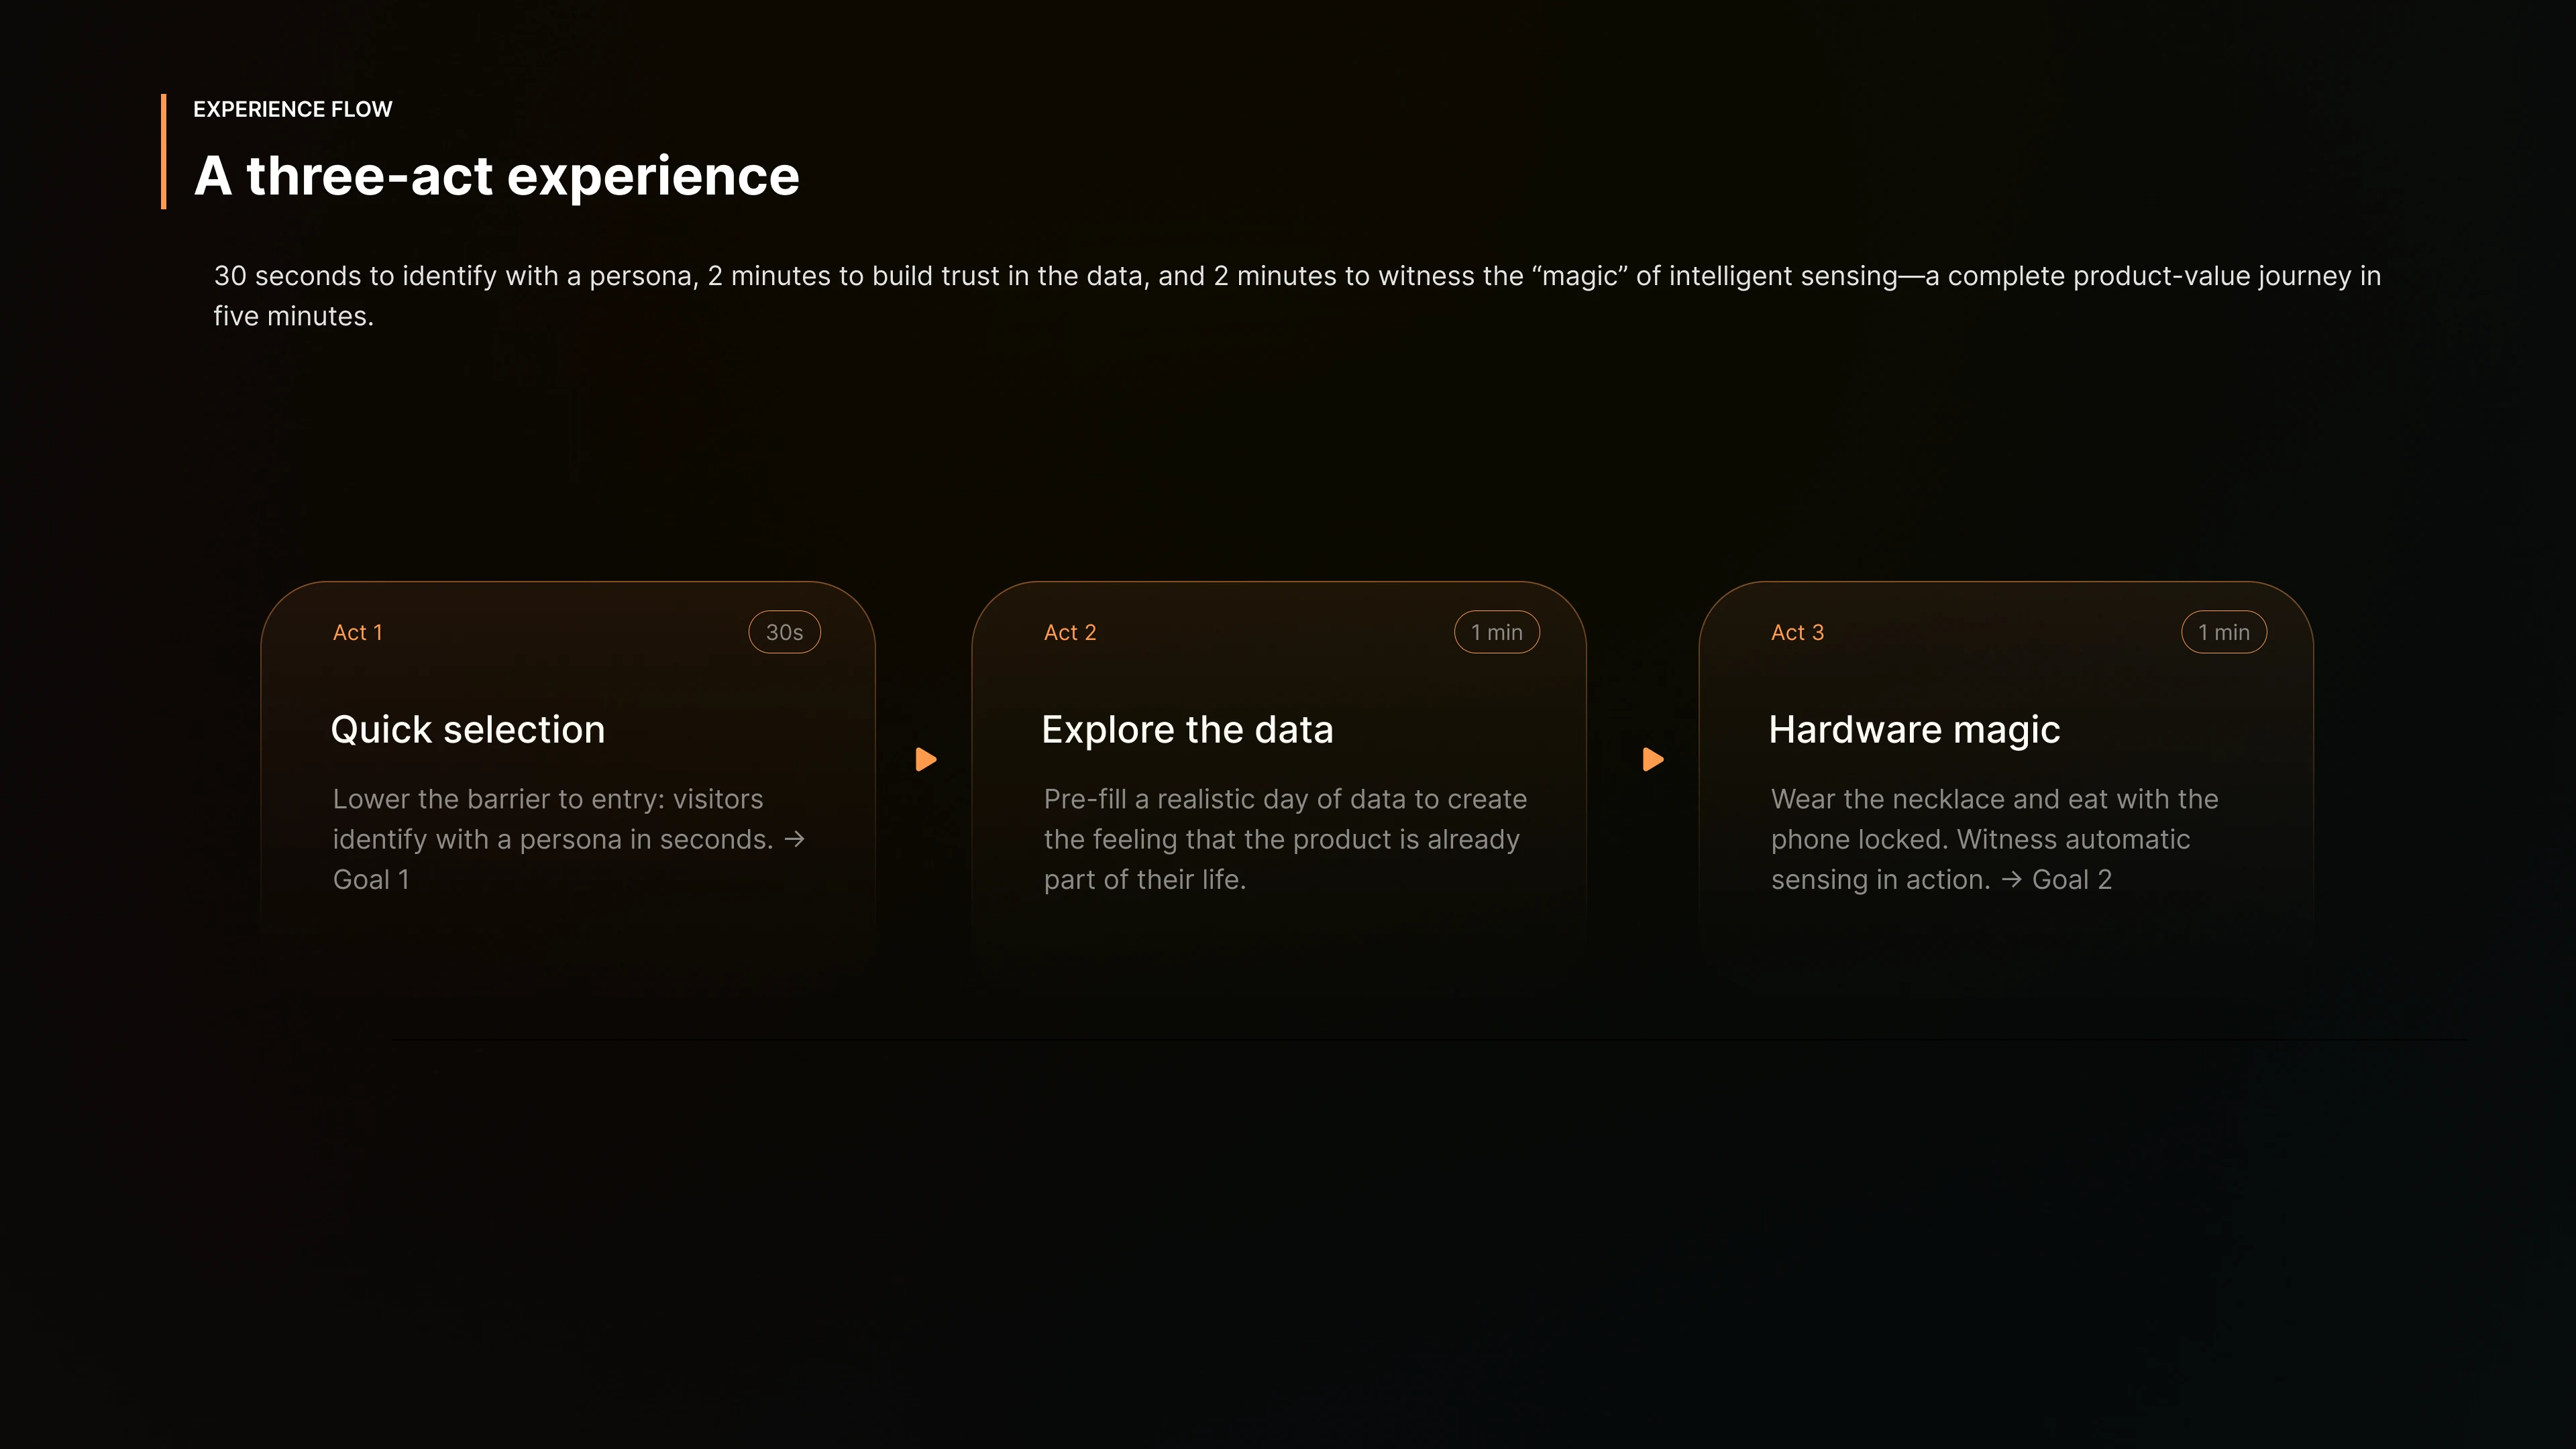 EXPERIENCE FLOW
A three-act experience
30 seconds to identify with a persona, 2 minutes to build trust in the data, and 2 minutes to witness the “magic” of intelligent sensing—a complete product-value journey in
five minutes.
Act 1
30s
Quick selection
Lower the barrier to entry: visitors
identify with a persona in seconds. →
Goal 1
Act 2
1 min
Explore the data
Pre-fill a realistic day of data to create
the feeling that the product is already
part of their life.
Act 3
1 min
Hardware magic
Wear the necklace and eat with the
phone locked. Witness automatic
sensing in action. → Goal 2